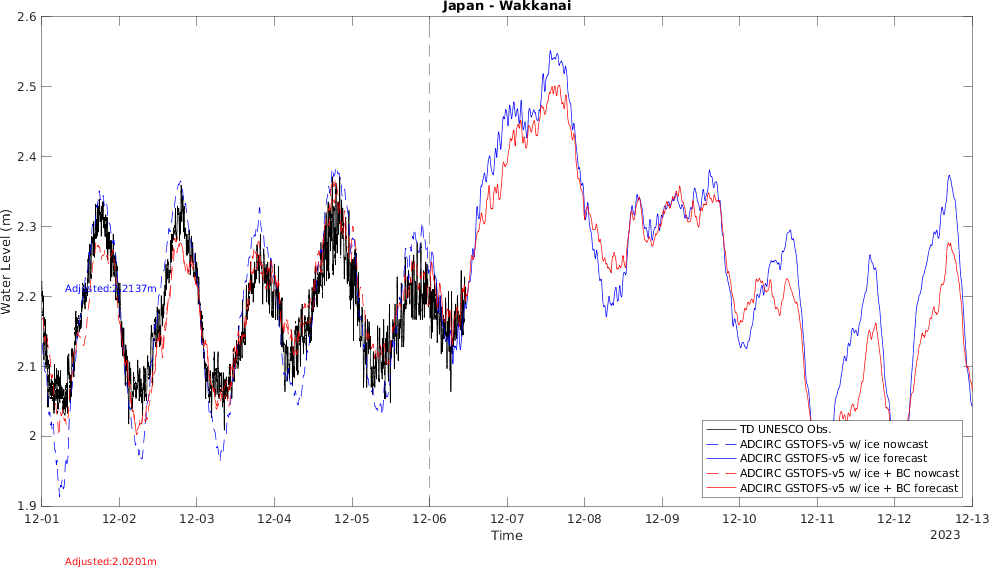 Japan - Wakkanai
2.6
2.5
2.4
2.3
2.2
2.1
2
1.9
Water Level (m)
Adjusted:2.2137m
TD UNESCO Obs.
ADCIRC GSTOFS-v5 w/ ice nowcast
ADCIRC GSTOFS-v5 w/ ice forecast
ADCIRC GSTOFS-v5 w/ ice + BC nowcast
ADCIRC GSTOFS-v5 w/ ice + BC forecast
12-01 12-02 12-03 12-04 12-05 12-06 12-07 12-08 12-09 12-10 12-11 12-12 12-13
Time
2023
Adjusted:2.0201m